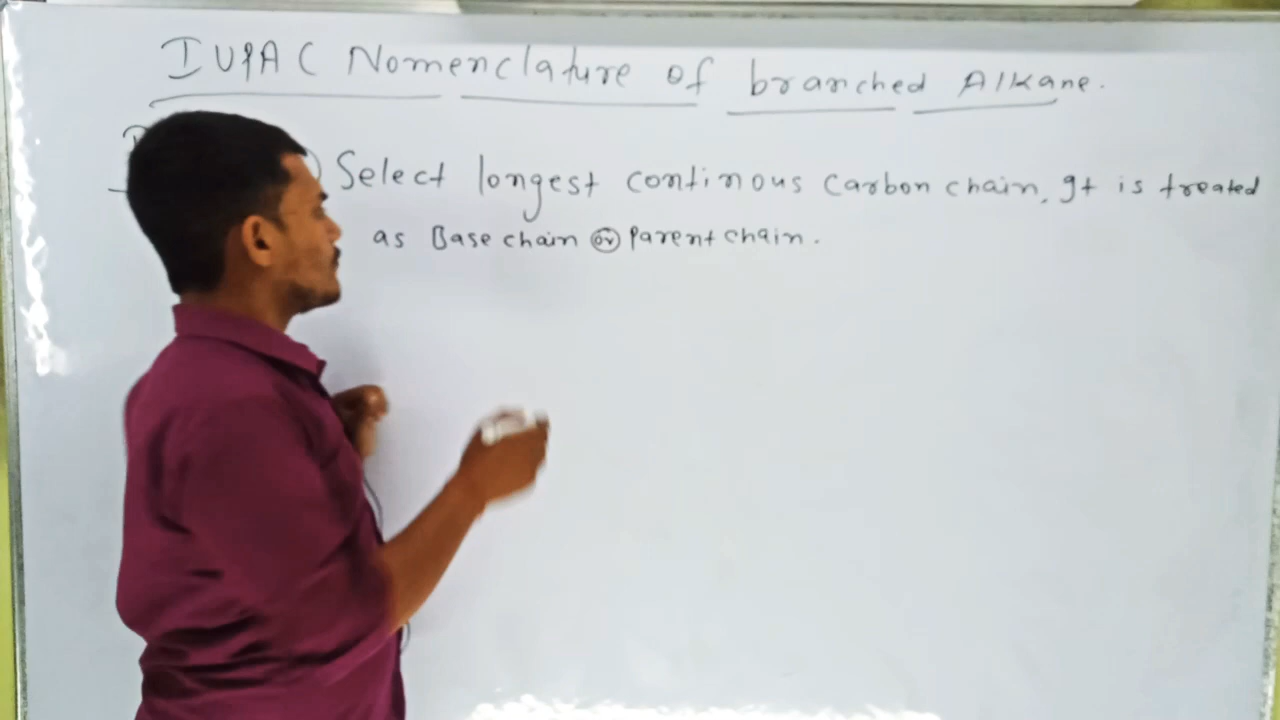 IUPAC Nomenclature of branched Alkane.
Select longest continous Carbon chain, It is treated
as Base chain or Parent chain.